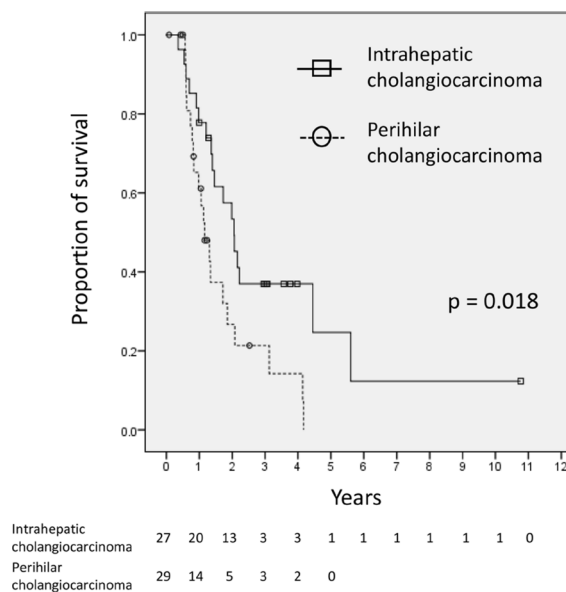 1.0
0.8
0.6
0.4
0.2
0.0
Proportion of survival
Intrahepatic
cholangiocarcinoma
Perihilar
cholangiocarcinoma
p = 0.018
0 1 2 3 4 5 6 7 8 9 10 11 12
Years
Intrahepatic
cholangiocarcinoma 27 20 13 3 3 1 1 1 1 1 1 0
Perihilar
cholangiocarcinoma 29 14 5 3 2 0